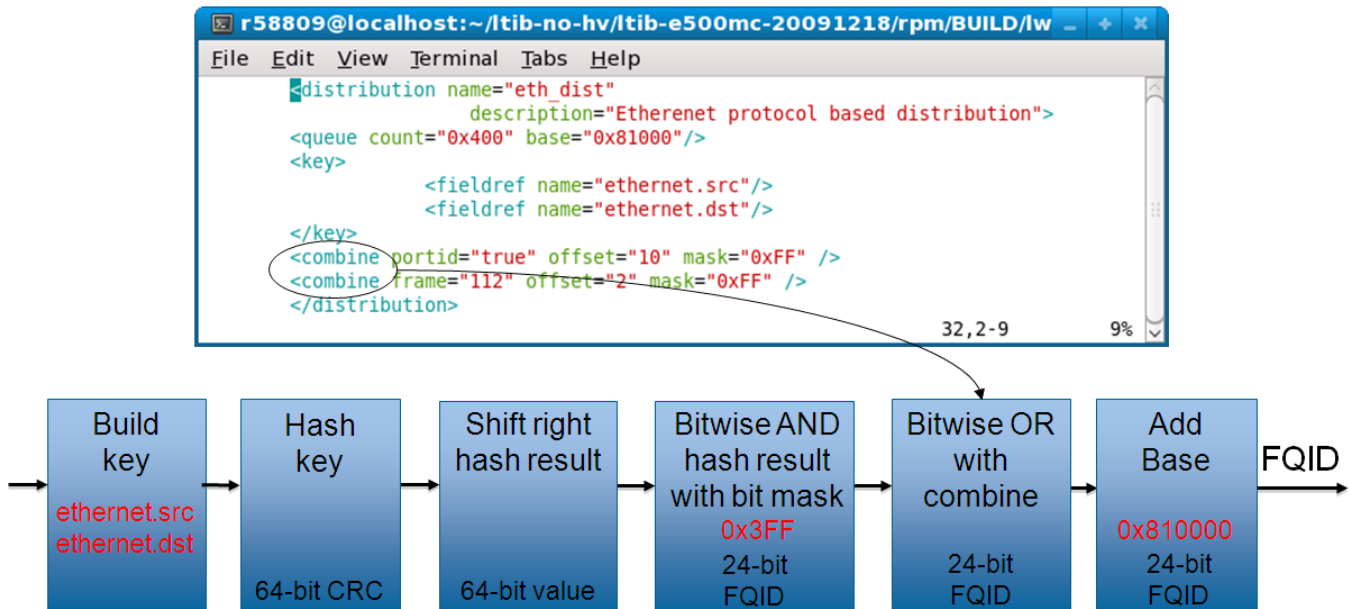 r58809@localhost:~/ltib-no-hv/ltib-e500mc-20091218/rpm/BUILD/lw
File Edit View Terminal Tabs Help
<distribution name="eth_dist"
description="Etherenet protocol based distribution">
<queue count="0x400" base="0x81000"/>
<key>
<fieldref name="ethernet.src"/>
<fieldref name="ethernet.dst"/>
</key>
<combine portid="true" offset="10" mask="0xFF" />
<combine frame="112" offset="2" mask="0xFF" />
</distribution>
32,2-9 9%
Build
key
ethernet.src
ethernet.dst
Hash
key
64-bit CRC
Shift right
hash result
64-bit value
Bitwise AND
hash result
with bit mask
0x3FF
24-bit
FQID
Bitwise OR
with
combine
24-bit
FQID
Add
Base
0x810000
24-bit
FQID
FQID